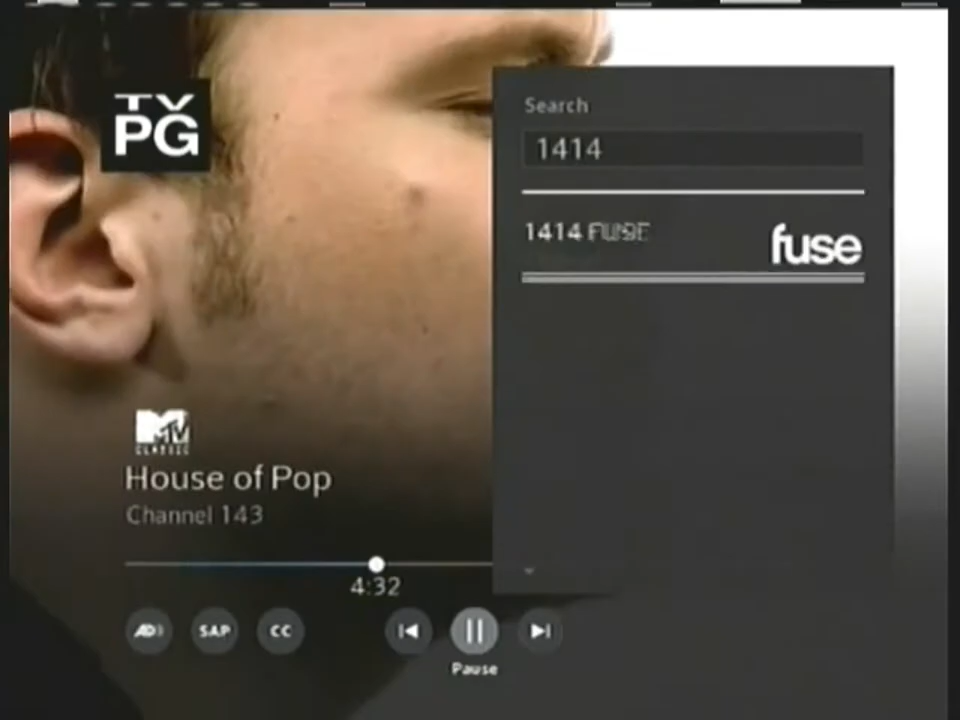 TV
PG
Search
1414
1414 FUSE
fuse
MTV
CLASSIC
House of Pop
Channel 143
4:32
AD
SAP
CC
Pause